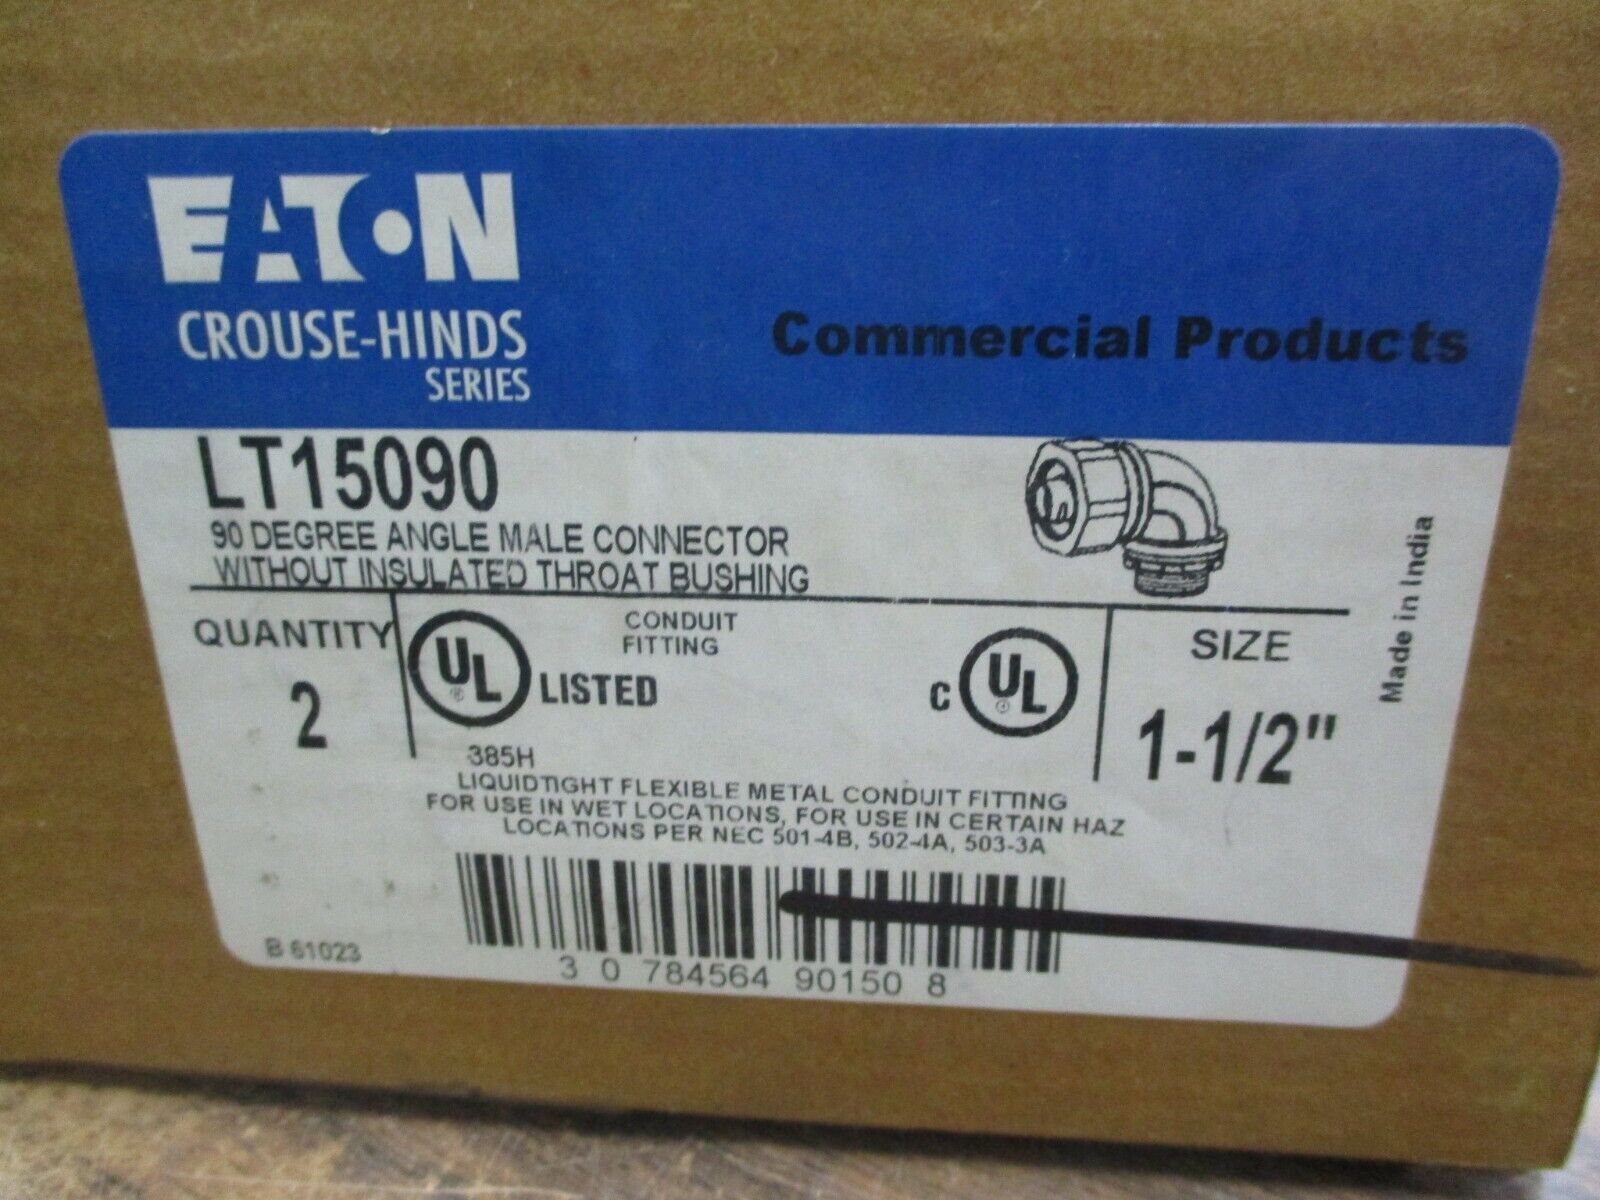 EATON
CROUSE-HINDS
SERIES
Commercial Products
LT15090
90 DEGREE ANGLE MALE CONNECTOR
WITHOUT INSULATED THROAT BUSHING
QUANTITY
2
UL
®
LISTED
CONDUIT
FITTING
C UL
SIZE
1-1/2"
Made in India
385H
LIQUIDTIGHT FLEXIBLE METAL CONDUIT FITTING
FOR USE IN WET LOCATIONS, FOR USE IN CERTAIN HAZ
LOCATIONS PER NEC 501-4B, 502-4A, 503-3A
B 61023
3 0 784564 90150 8